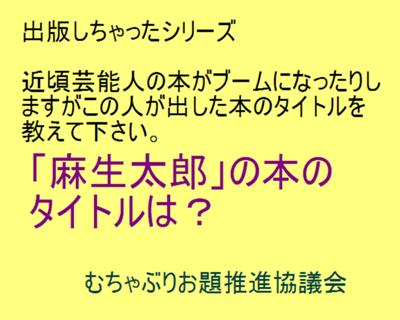 出版しちゃったシリーズ
近頃芸能人の本がブームになったりし
ますがこの人が出した本のタイトルを
教えて下さい。
「麻生太郎」の本の
タイトルは？
むちゃぶりお題推進協議会